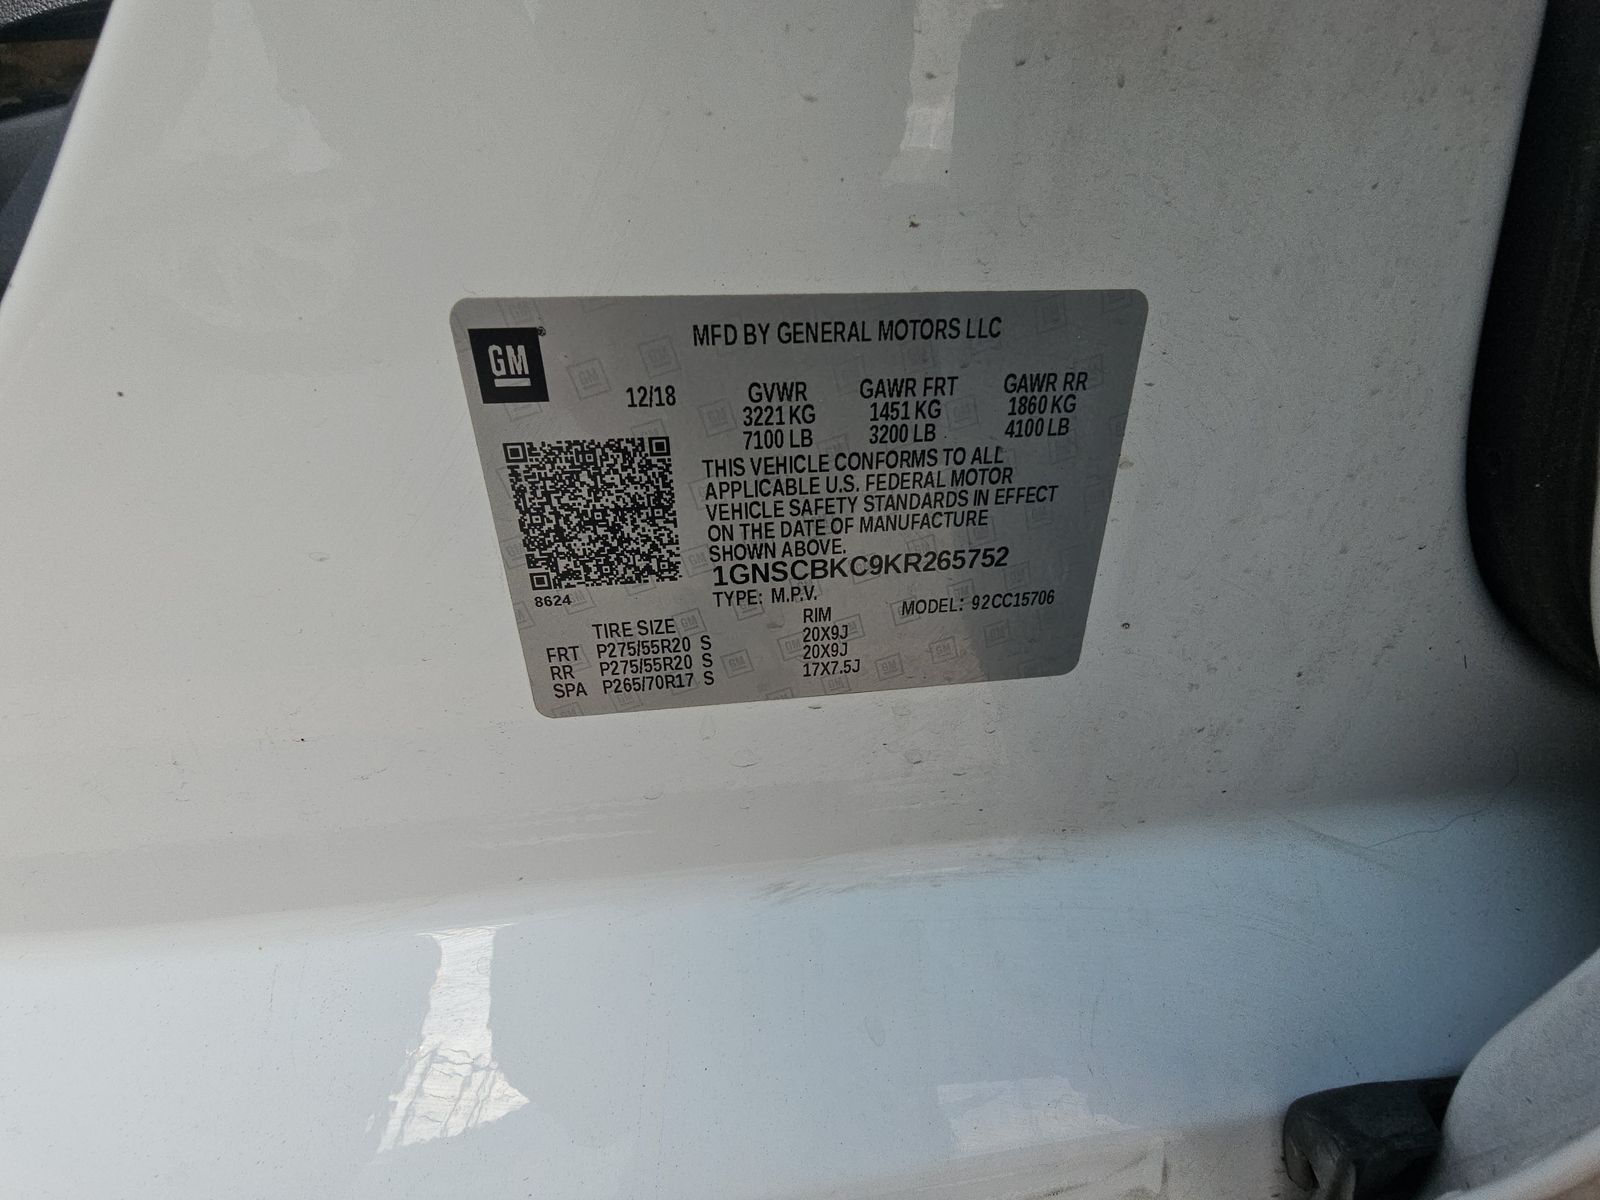 GM
MFD BY GENERAL MOTORS LLC
12/18 GVWR GAWR FRT GAWR RR
3221 KG 1451 KG 1860 KG
7100 LB 3200 LB 4100 LB
THIS VEHICLE CONFORMS TO ALL
APPLICABLE U.S. FEDERAL MOTOR
VEHICLE SAFETY STANDARDS IN EFFECT
ON THE DATE OF MANUFACTURE
SHOWN ABOVE.
1GNSCBKC9KR265752
8624
TYPE: M.P.V. MODEL: 92CC15706
TIRE SIZE RIM
FRT P275/55R20 S 20X9J
RR P275/55R20 S 20X9J
SPA P265/70R17 S 17X7.5J